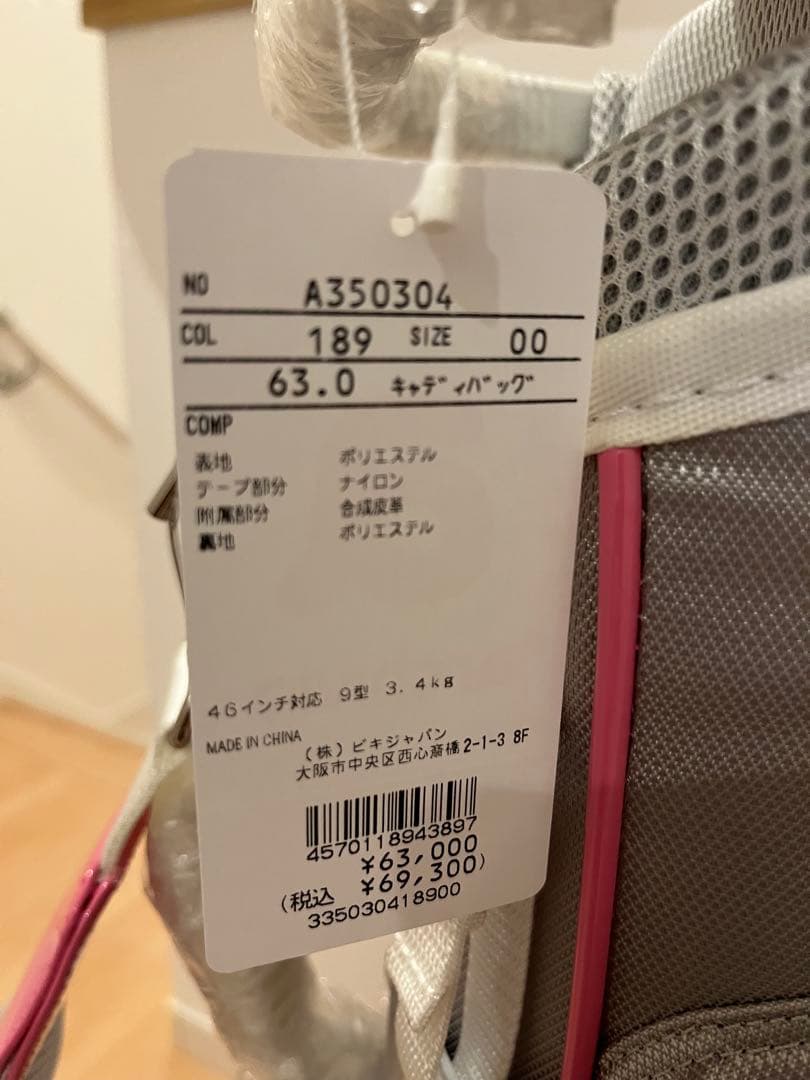 NO A350304
COL 189 SIZE 00
63.0 ｷｬﾃﾞｨﾊﾞｯｸﾞ
COMP
表地 ポリエステル
テープ部分 ナイロン
附属部分 合成皮革
裏地 ポリエステル
46インチ対応 9型 3.4kg
MADE IN CHINA (株)ビキジャパン
大阪市中央区西心斎橋2-1-3 8F
4570118943897
¥63,000
(税込 ¥69,300)
335030418900